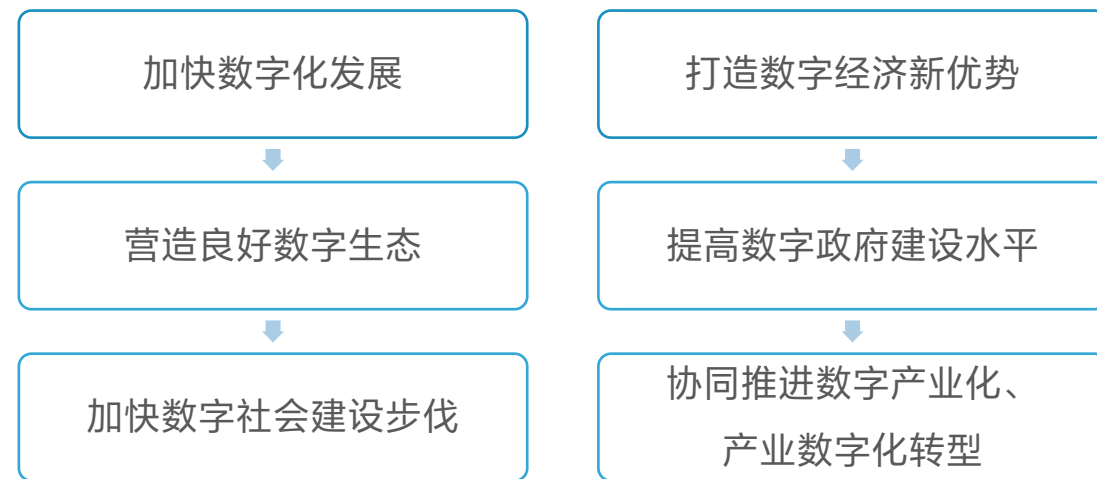 加快数字化发展
营造良好数字生态
加快数字社会建设步伐
打造数字经济新优势
提高数字政府建设水平
协同推进数字产业化、
产业数字化转型